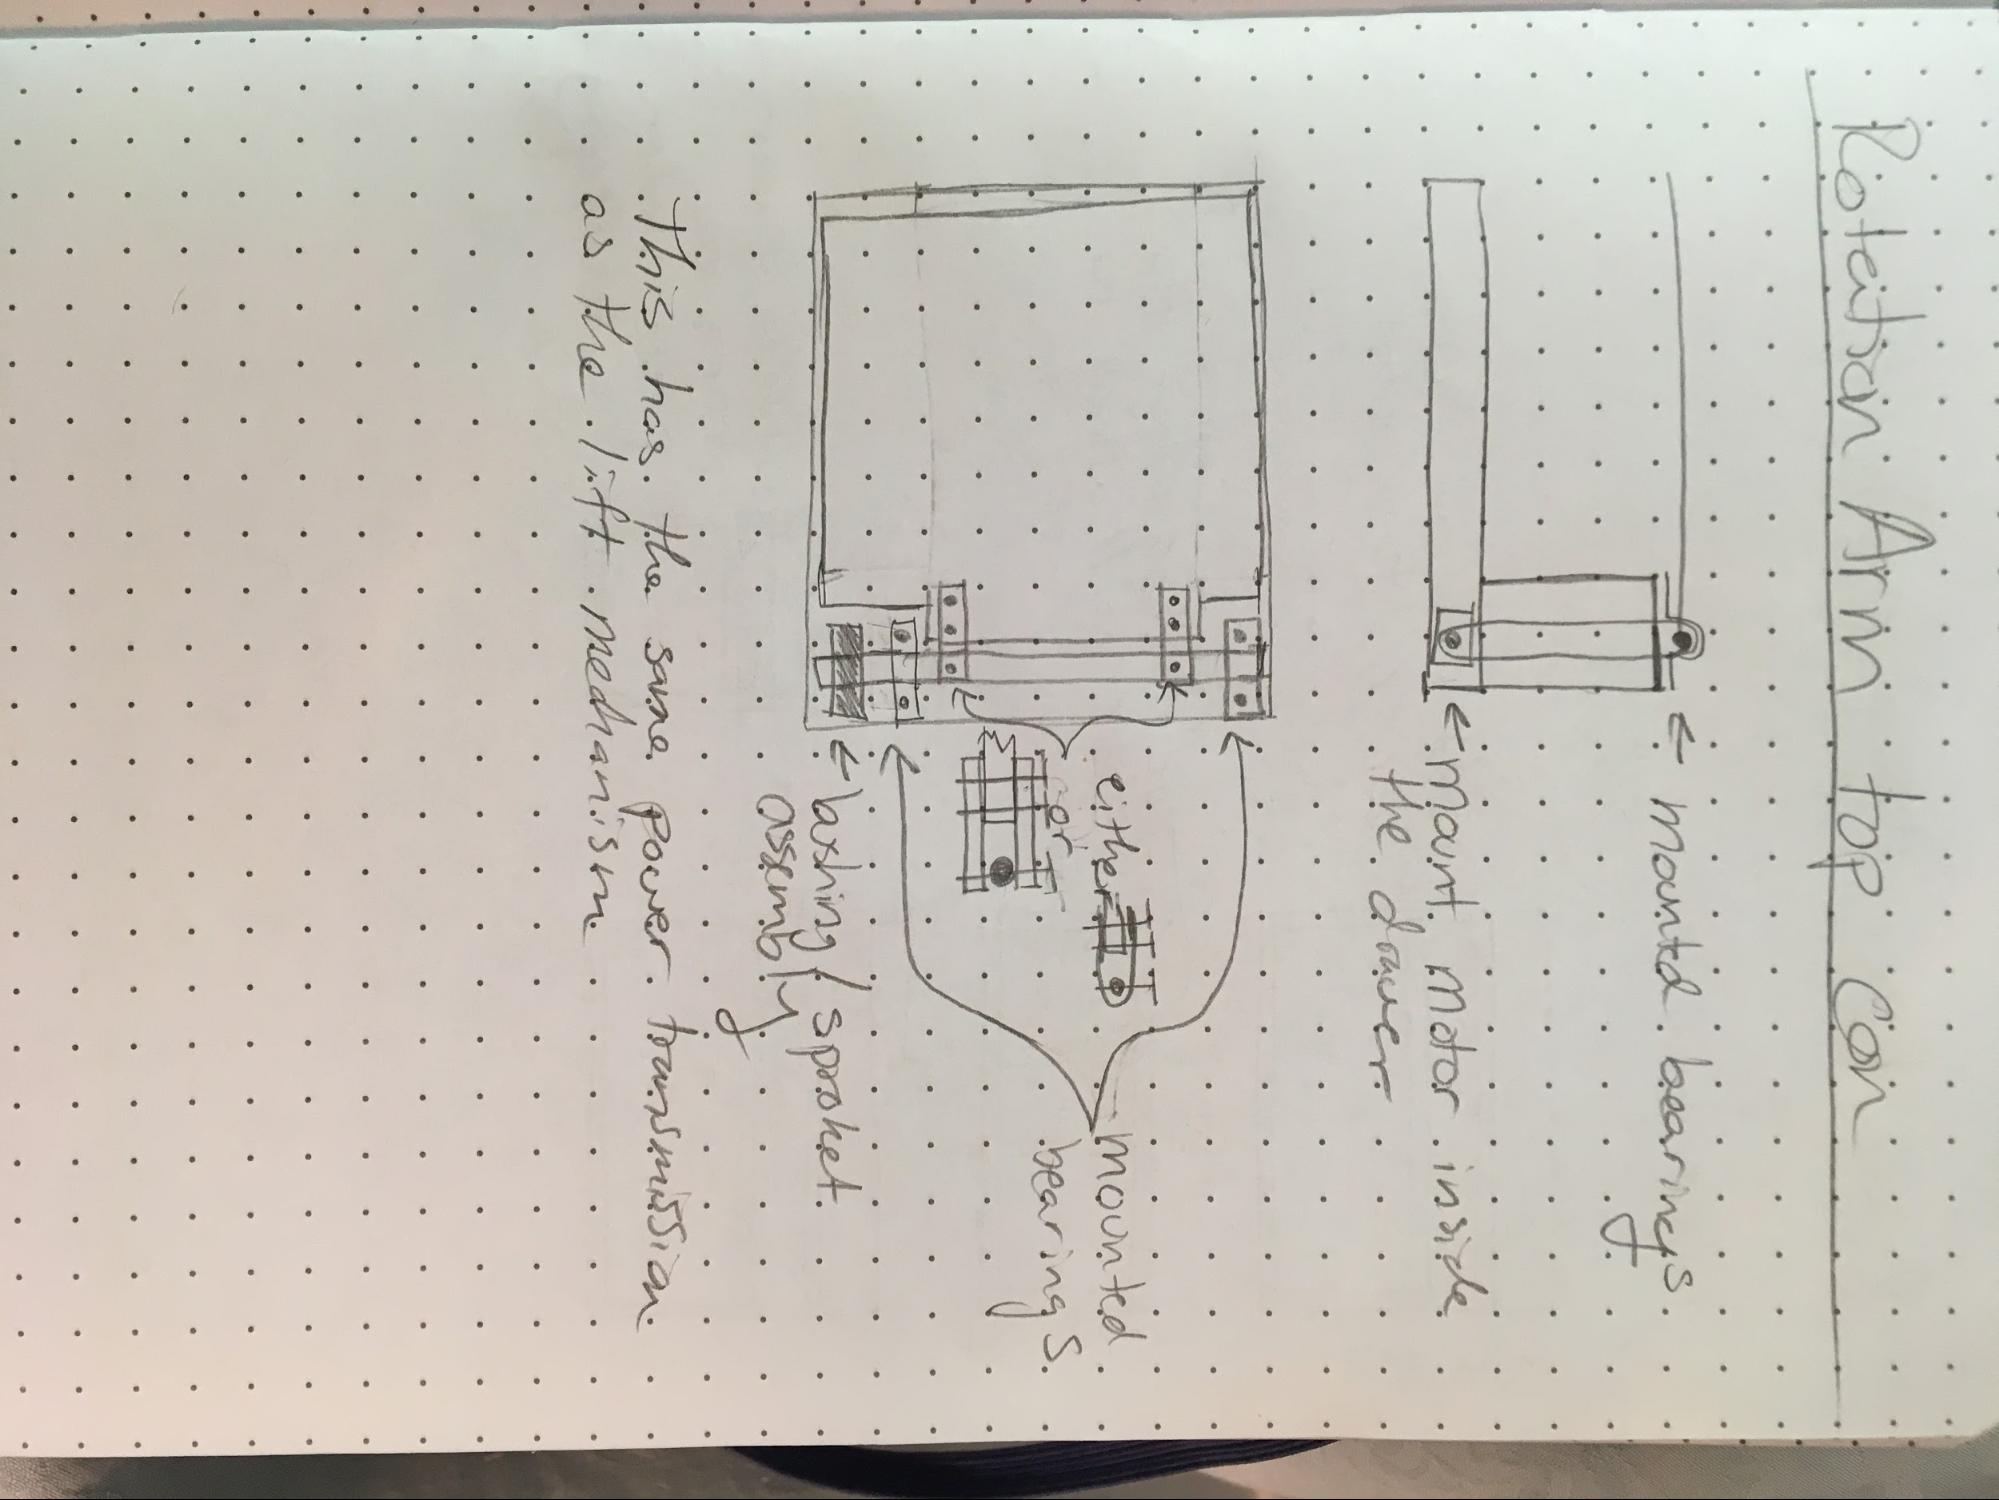 Rotation Arm top Con
← mounted bearings
← mount motor inside
the drawer
either
or
mounted
bearings
← bushing / sproket
assembly
This has the same power transmission
as the lift mechanism